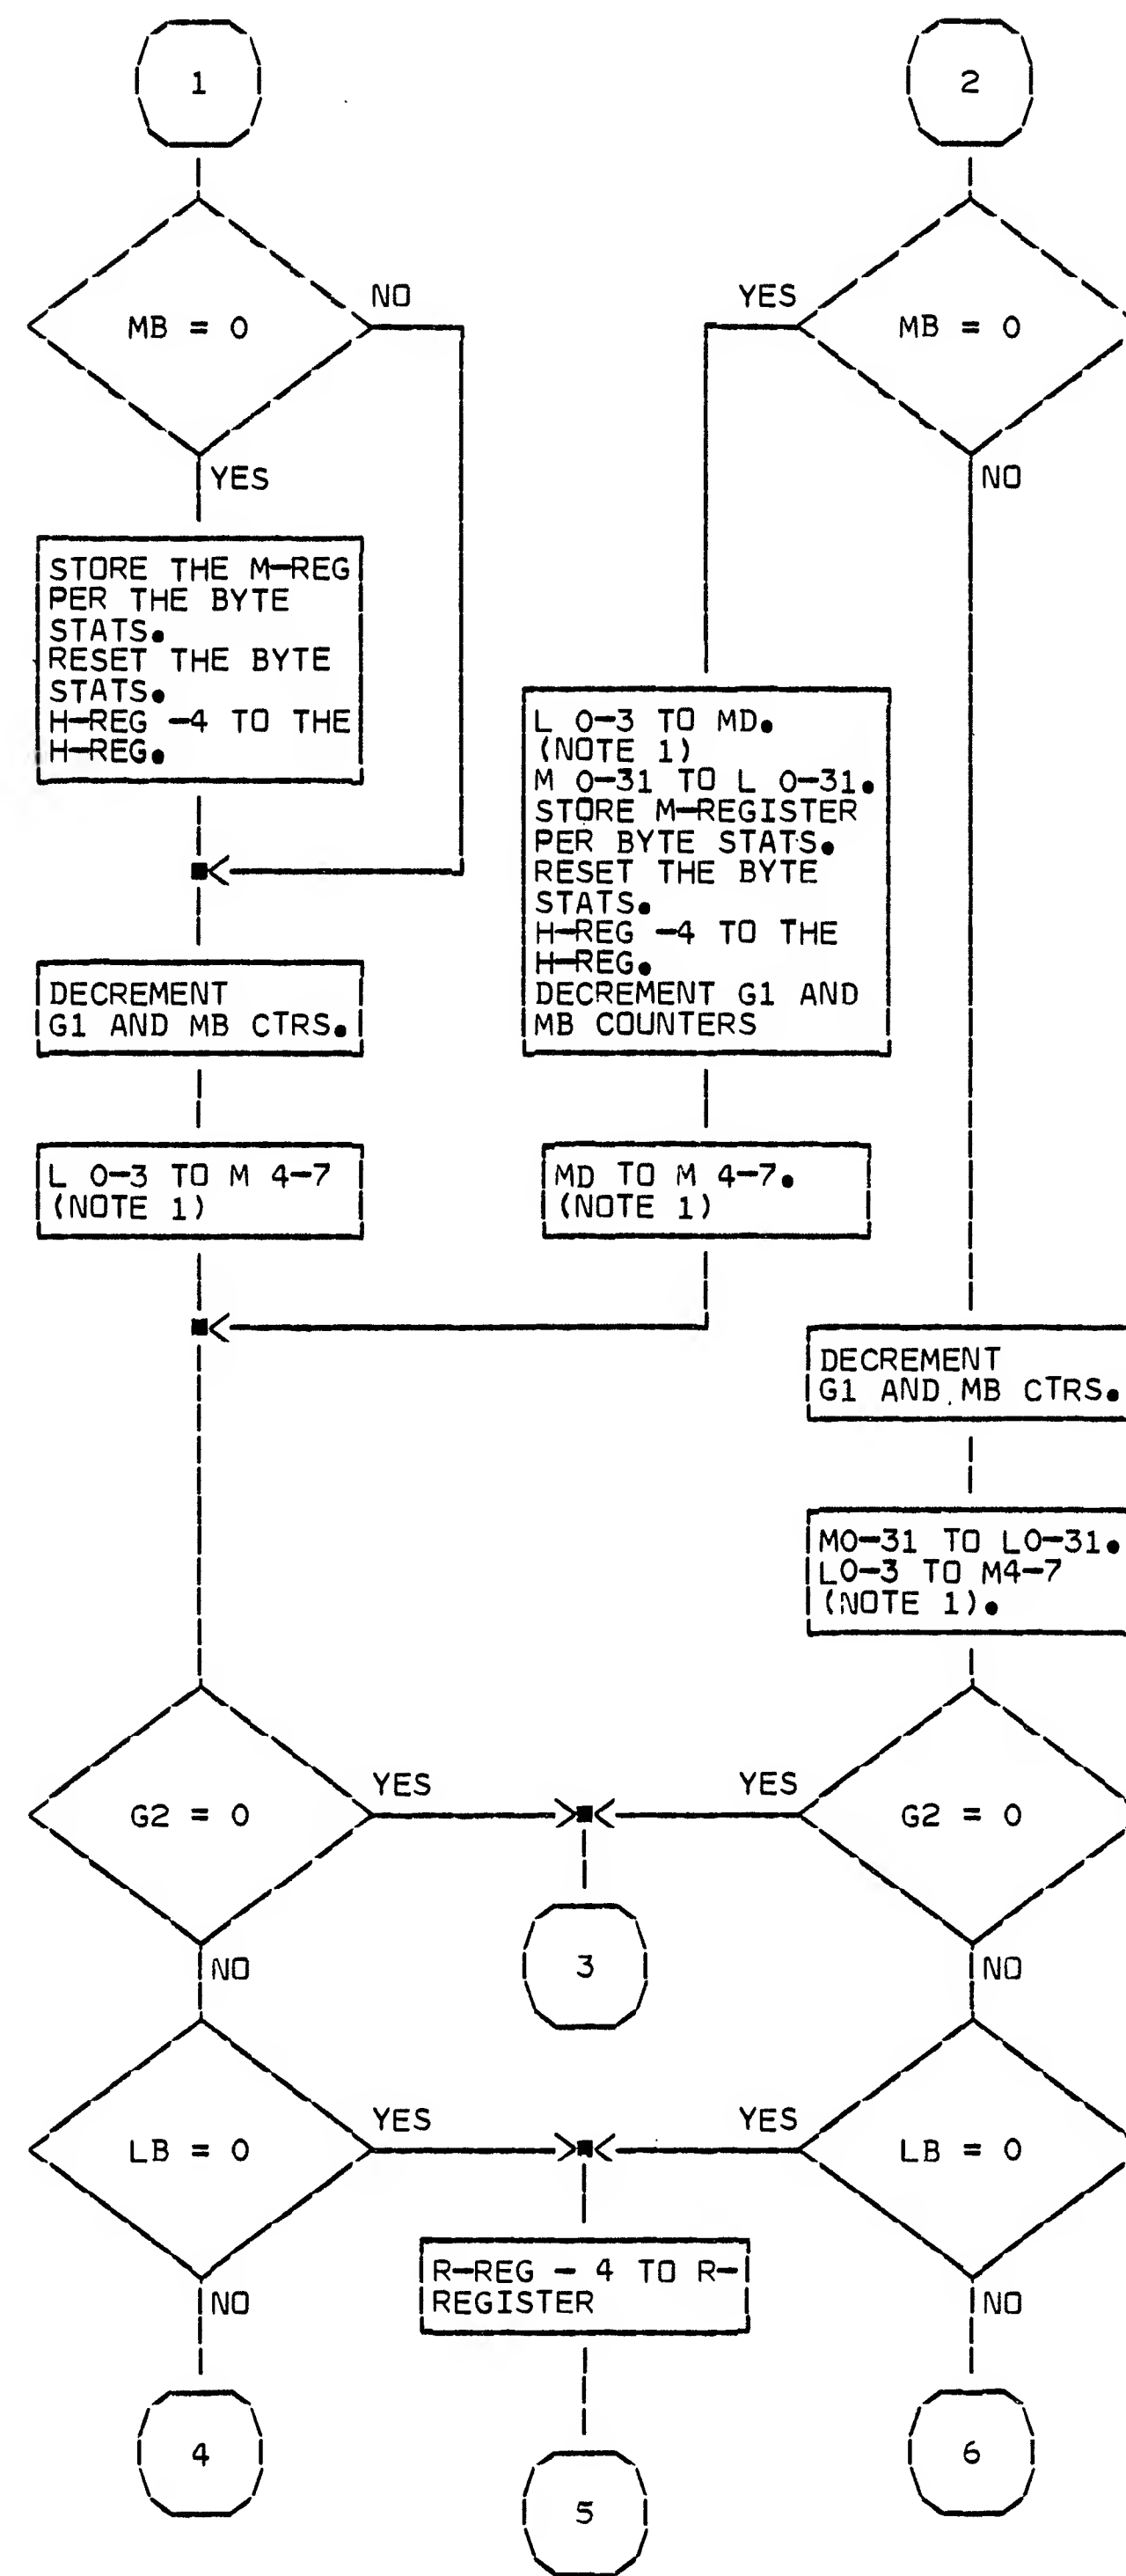 1
2
MB = 0
NO
YES
MB = 0
YES
NO
STORE THE M-REG
PER THE BYTE
STATS.
RESET THE BYTE
STATS.
H-REG -4 TO THE
H-REG.
L 0-3 TO MD.
(NOTE 1)
M 0-31 TO L 0-31.
STORE M-REGISTER
PER BYTE STATS.
RESET THE BYTE
STATS.
H-REG -4 TO THE
H-REG.
DECREMENT G1 AND
MB COUNTERS
DECREMENT
G1 AND MB CTRS.
L 0-3 TO M 4-7
(NOTE 1)
MD TO M 4-7.
(NOTE 1)
DECREMENT
G1 AND MB CTRS.
M0-31 TO L0-31.
L0-3 TO M4-7
(NOTE 1).
G2 = 0
YES
YES
G2 = 0
NO
3
NO
LB = 0
YES
YES
LB = 0
NO
R-REG - 4 TO R-
REGISTER
NO
4
5
6